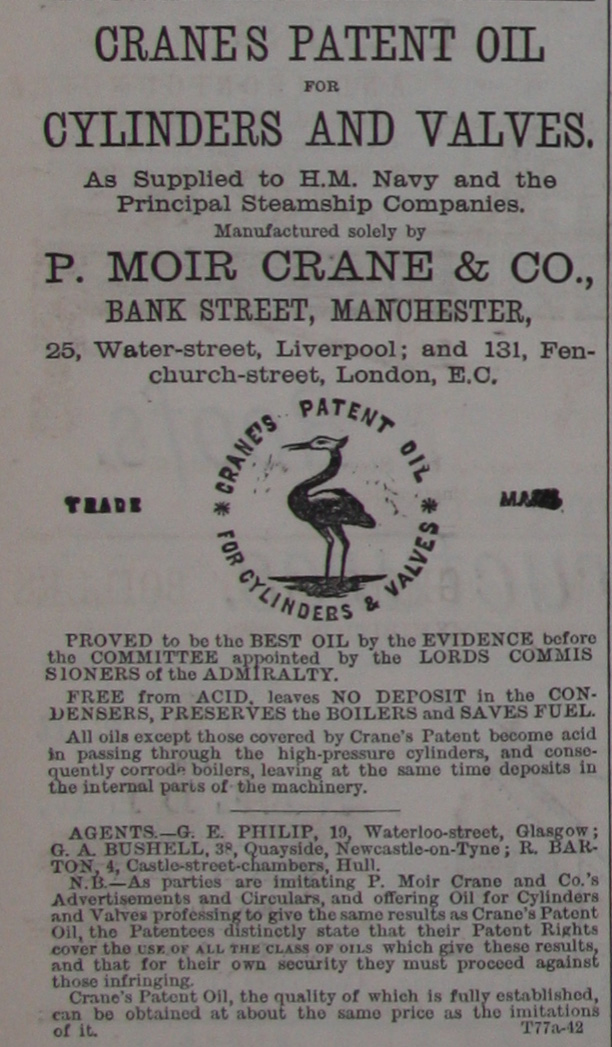 CRANES PATENT OIL
FOR
CYLINDERS AND VALVES.
As Supplied to H.M. Navy and the
Principal Steamship Companies.
Manufactured solely by
P. MOIR CRANE & CO.,
BANK STREET, MANCHESTER,
25, Water-street, Liverpool; and 131, Fen-
church-street, London, E.C.
CRANE'S PATENT OIL
TRADE MARK
* FOR CYLINDERS & VALVES *
PROVED to be the BEST OIL by the EVIDENCE before
the COMMITTEE appointed by the LORDS COMMIS
SIONERS of the ADMIRALTY.
FREE from ACID, leaves NO DEPOSIT in the CON-
DENSERS, PRESERVES the BOILERS and SAVES FUEL.
All oils except those covered by Crane's Patent become acid
in passing through the high-pressure cylinders, and conse-
quently corrode boilers, leaving at the same time deposits in
the internal parts of the machinery.
AGENTS.—G. E. PHILIP, 19, Waterloo-street, Glasgow;
G. A. BUSHELL, 38, Quayside, Newcastle-on-Tyne; R. BAR-
TON, 4, Castle-street-chambers, Hull.
N.B.—As parties are imitating P. Moir Crane and Co.'s
Advertisements and Circulars, and offering Oil for Cylinders
and Valves professing to give the same results as Crane's Patent
Oil, the Patentees distinctly state that their Patent Rights
cover the USE OF ALL THE CLASS OF OILS which give these results,
and that for their own security they must proceed against
those infringing.
Crane's Patent Oil, the quality of which is fully established,
can be obtained at about the same price as the imitations
of it. T77a-42